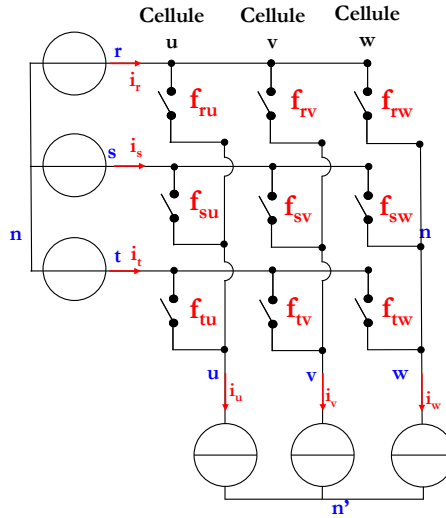 Cellule Cellule Cellule
u v w
r
i_r
f_ru f_rv f_rw
s i_s
f_su f_sv f_sw
n n
t i_t
f_tu f_tv f_tw
u v w
i_u i_v i_w
n'